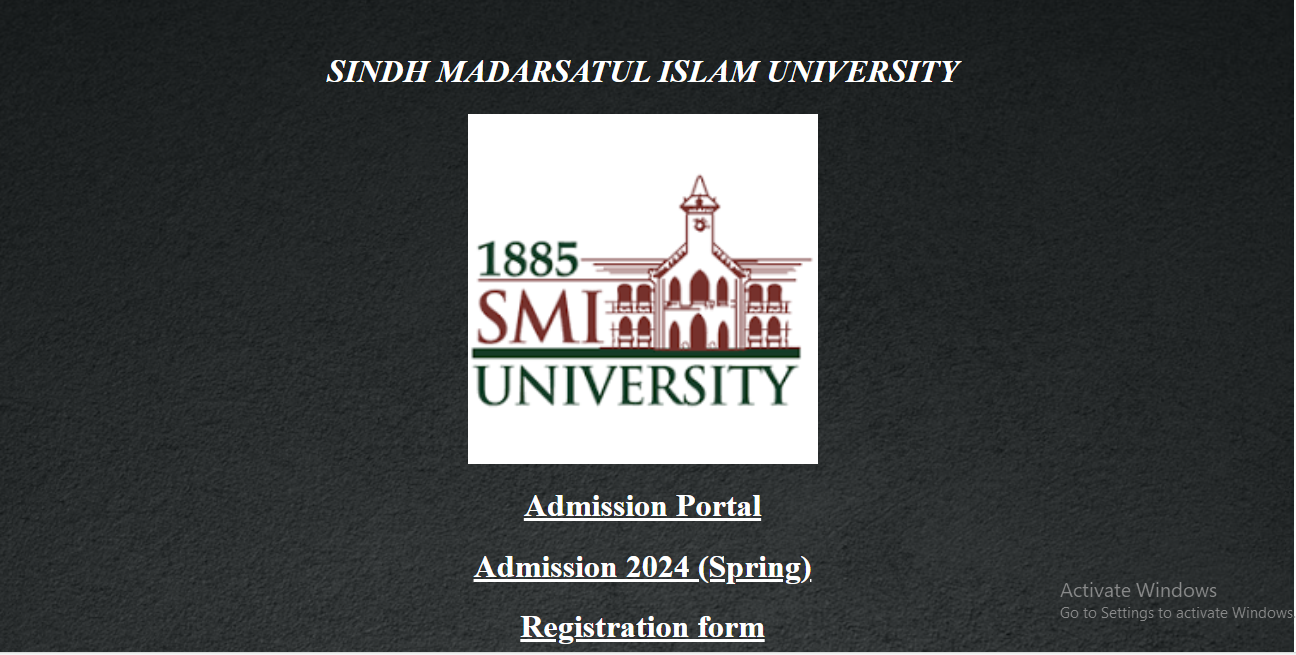 SINDH MADARSATUL ISLAM UNIVERSITY
1885
SMI
UNIVERSITY
Admission Portal
Admission 2024 (Spring)
Registration form
Activate Windows
Go to Settings to activate Windows